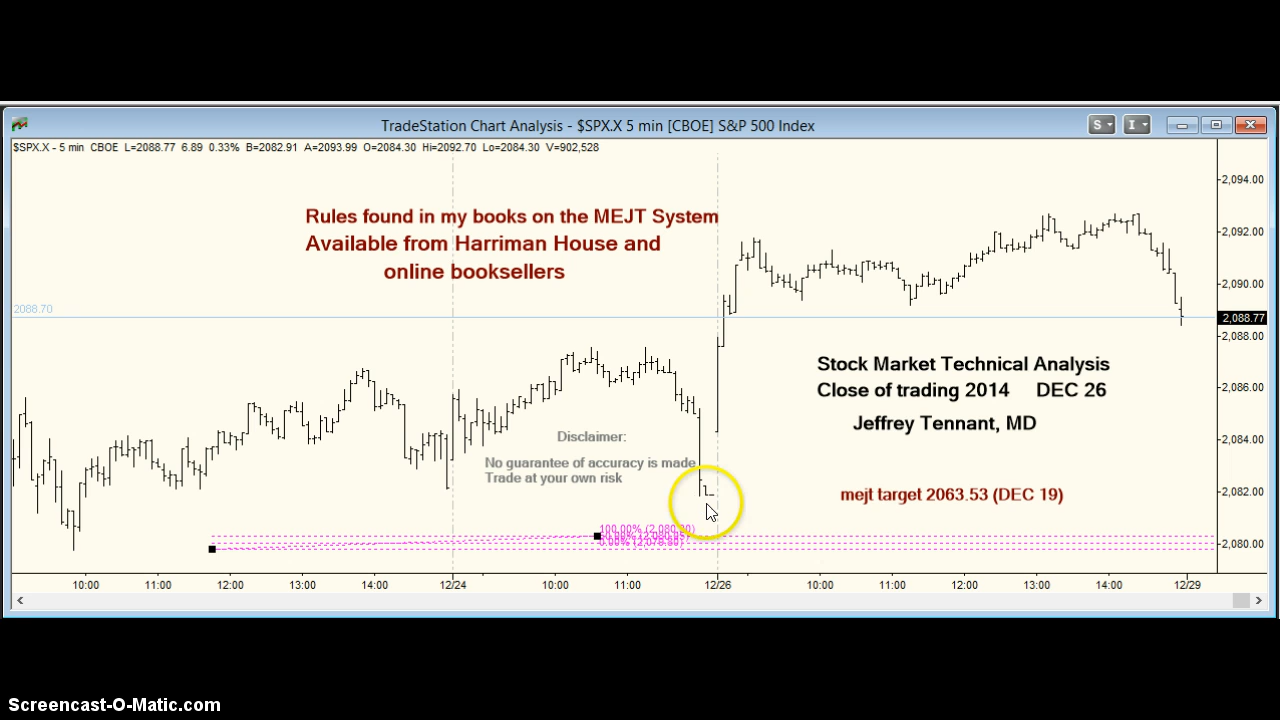 TradeStation Chart Analysis - $SPX.X 5 min [CBOE] S&P 500 Index
S I
$SPX.X - 5 min CBOE L=2088.77 6.89 0.33% B=2082.91 A=2093.99 O=2084.30 Hi=2092.70 Lo=2084.30 V=902,528
2,094.00
Rules found in my books on the MEJT System
Available from Harriman House and
online booksellers
2,092.00
2,090.00
2088.70
2,088.77
2,088.00
Stock Market Technical Analysis
Close of trading 2014 DEC 26
Jeffrey Tennant, MD
2,086.00
Disclaimer:
2,084.00
No guarantee of accuracy is made
Trade at your own risk
mejt target 2063.53 (DEC 19)
2,082.00
100.00%
2,080.00
10:00 11:00 12:00 13:00 14:00 12/24 10:00 11:00 12/26 10:00 11:00 12:00 13:00 14:00 12/29
Screencast-O-Matic.com